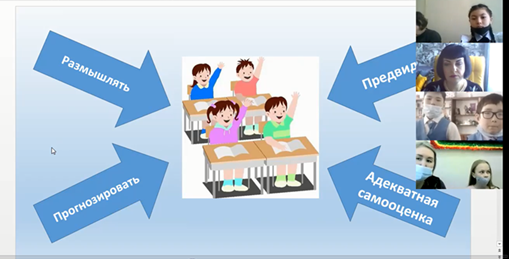 Размышлять
Предвид
Прогнозировать
Адекватная
самооценка